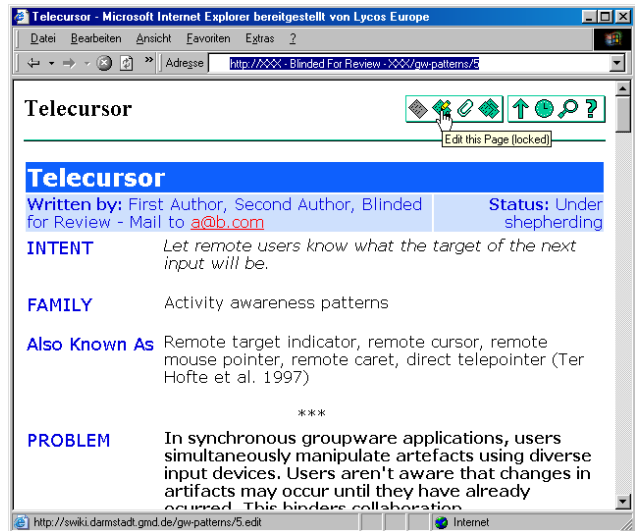 Telecursor - Microsoft Internet Explorer bereitgestellt von Lycos Europe
Datei Bearbeiten Ansicht Favoriten Extras ?
» Adresse http://XXX - Blinded For Review - XXX/gw-patterns/5
Telecursor
?
Edit this Page (locked)
Telecursor
Written by: First Author, Second Author, Blinded
for Review - Mail to a@b.com
Status: Under
shepherding
INTENT
Let remote users know what the target of the next
input will be.
FAMILY
Activity awareness patterns
Also Known As
Remote target indicator, remote cursor, remote
mouse pointer, remote caret, direct telepointer (Ter
Hofte et al. 1997)
***
PROBLEM
In synchronous groupware applications, users
simultaneously manipulate artefacts using diverse
input devices. Users aren't aware that changes in
artifacts may occur until they have already
ocurred. This hinders collaboration
http://swiki.darmstadt.gmd.de/gw-patterns/5.edit
Internet